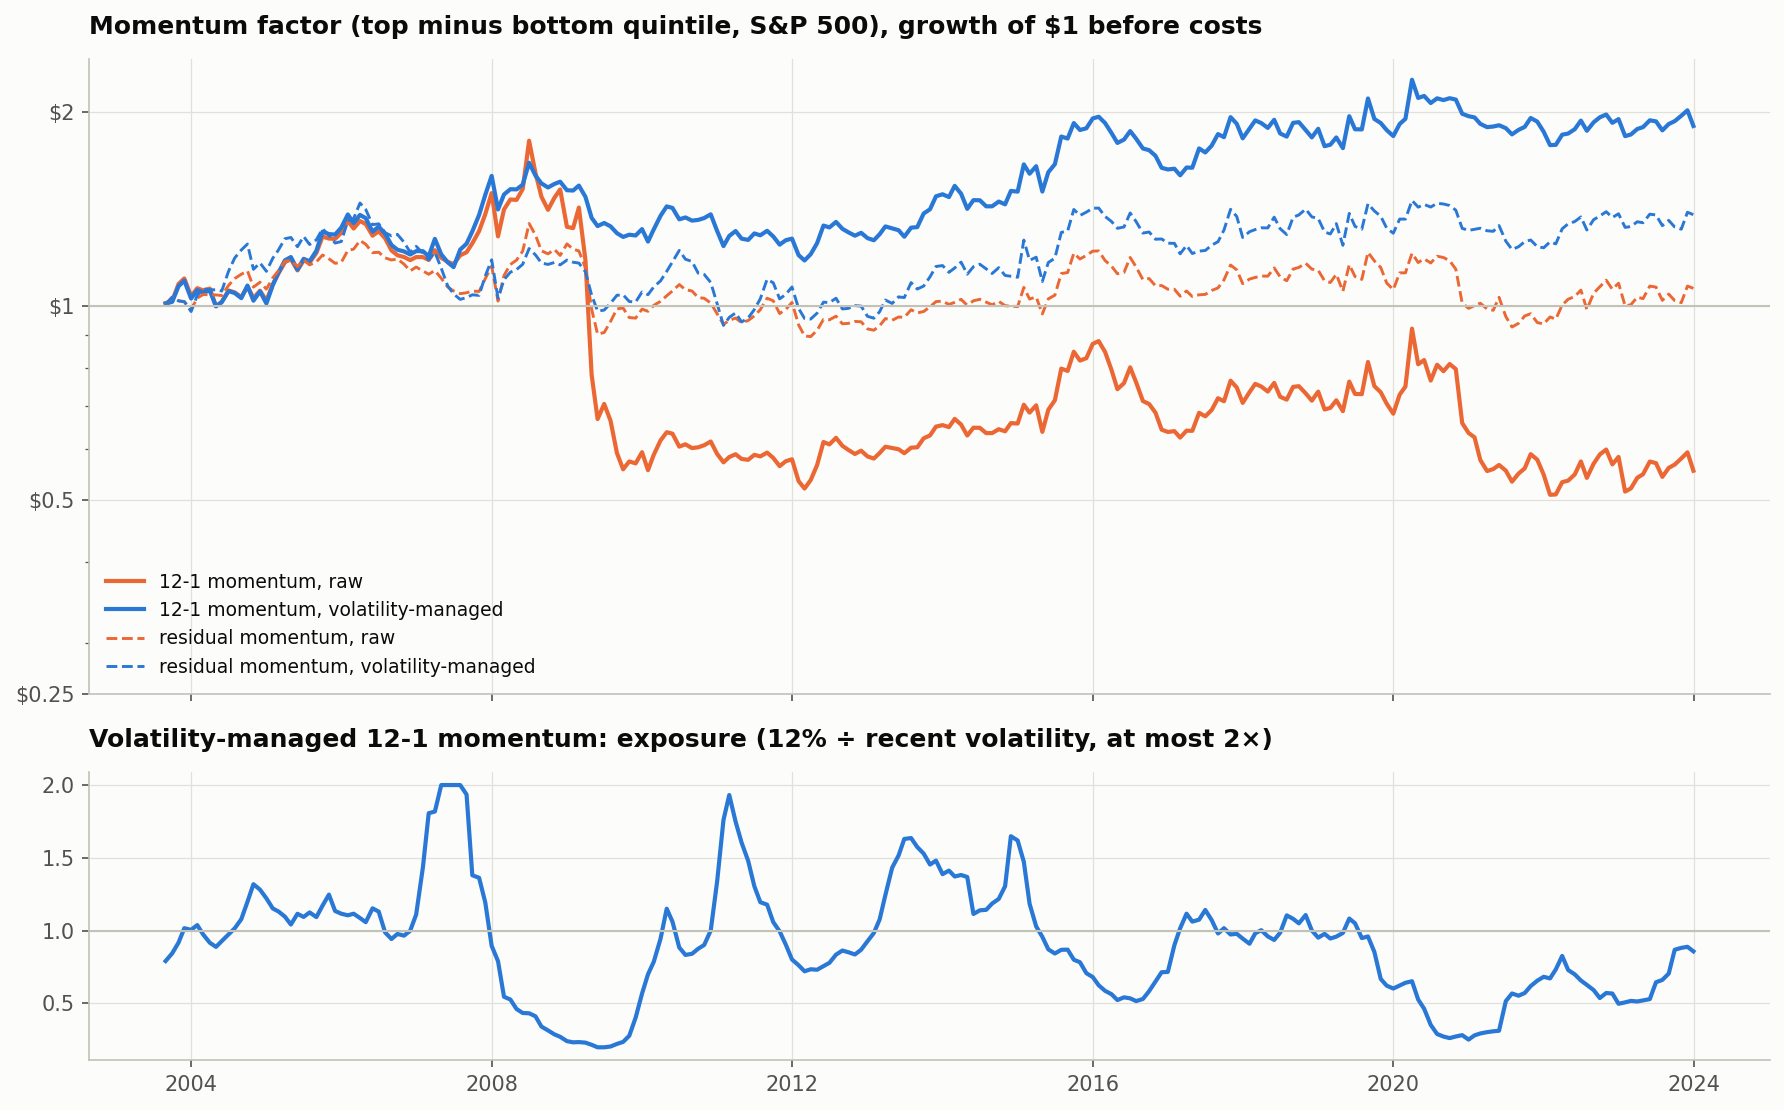 Momentum factor (top minus bottom quintile, S&P 500), growth of $1 before costs
$2
$1
$0.5
$0.25
12-1 momentum, raw
12-1 momentum, volatility-managed
residual momentum, raw
residual momentum, volatility-managed
Volatility-managed 12-1 momentum: exposure (12% ÷ recent volatility, at most 2×)
2.0
1.5
1.0
0.5
2004 2008 2012 2016 2020 2024